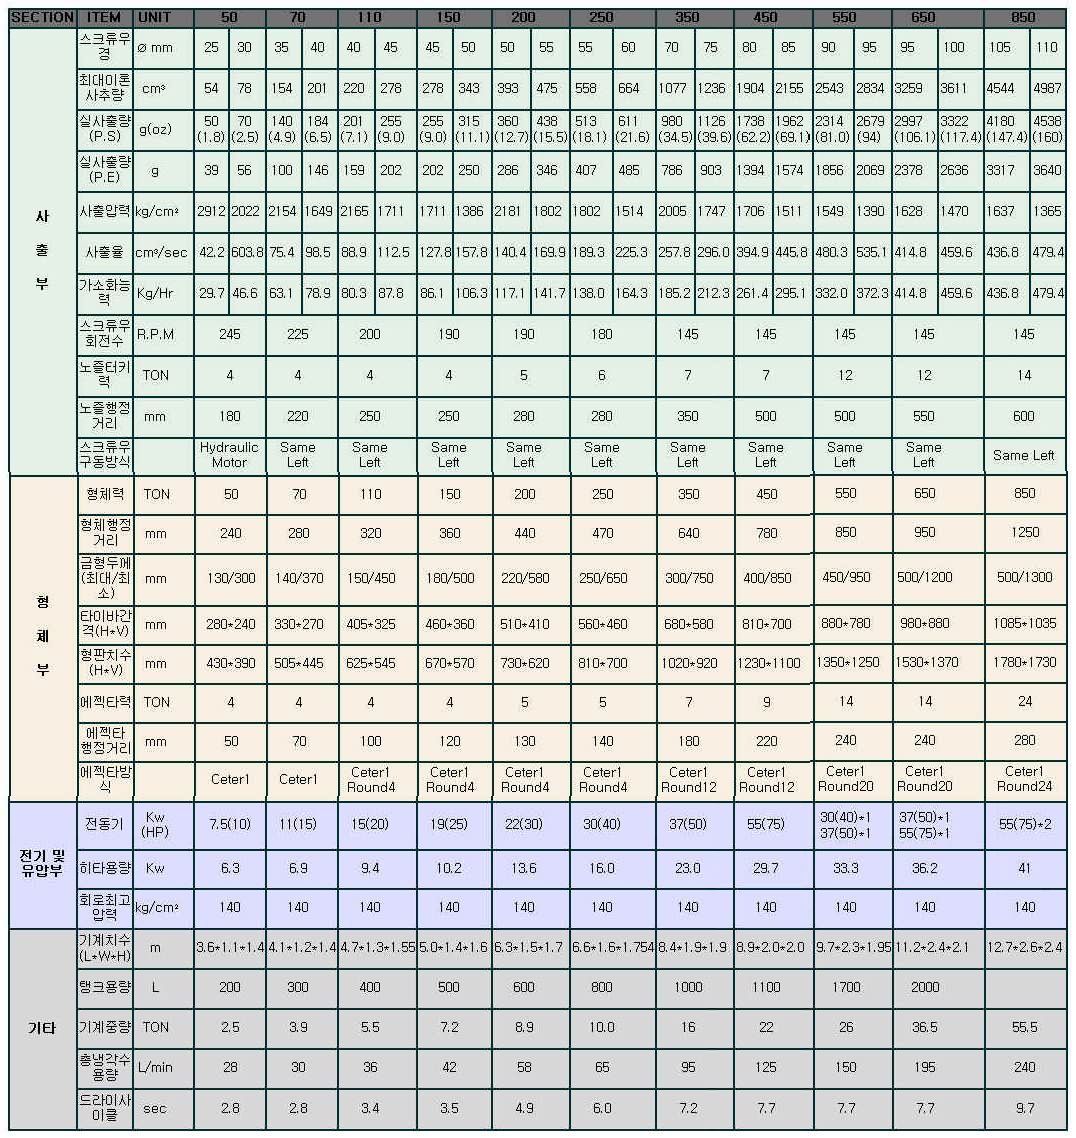 SECTION ITEM UNIT 50 70 110 150 200 250 350 450 550 650 850
사 출 부
스크류우경 Ø mm 25 30 35 40 40 45 45 50 50 55 55 60 70 75 80 85 90 95 95 100 105 110
최대이론사추량 cm³ 54 78 154 201 220 278 278 343 393 475 558 664 1077 1236 1904 2155 2543 2834 3259 3611 4544 4987
실사출량(P.S) g(oz) 50(1.8) 70(2.5) 140(4.9) 184(6.5) 201(7.1) 255(9.0) 255(9.0) 315(11.1) 360(12.7) 438(15.5) 513(18.1) 611(21.6) 980(34.5) 1126(39.6) 1738(62.2) 1962(69.1) 2314(81.0) 2679(94) 2997(106.1) 3322(117.4) 4180(147.4) 4538(160)
실사출량(P.E) g 39 56 100 146 159 202 202 250 286 346 407 485 786 903 1394 1574 1856 2069 2378 2636 3317 3640
사출압력 kg/cm² 2912 2022 2154 1649 2165 1711 1711 1386 2181 1802 1802 1514 2005 1747 1706 1511 1549 1390 1628 1470 1637 1365
사출율 cm³/sec 42.2 603.8 75.4 98.5 88.9 112.5 127.8 157.8 140.4 169.9 189.3 225.3 257.8 296.0 394.9 445.8 480.3 535.1 414.8 459.6 436.8 479.4
가소화능력 Kg/Hr 29.7 46.6 63.1 78.9 80.3 87.8 86.1 106.3 117.1 141.7 138.0 164.3 185.2 212.3 261.4 295.1 332.0 372.3 414.8 459.6 436.8 479.4
스크류우회전수 R.P.M 245 225 200 190 190 180 145 145 145 145 145
노즐터키력 TON 4 4 4 4 5 6 7 7 12 12 14
노즐행정거리 mm 180 220 250 250 280 280 350 500 500 550 600
스크류우구동방식 Hydraulic Motor Same Left Same Left Same Left Same Left Same Left Same Left Same Left Same Left Same Left Same Left
형 체 부
형체력 TON 50 70 110 150 200 250 350 450 550 650 850
형체행정거리 mm 240 280 320 360 440 470 640 780 850 950 1250
금형두께(최대/최소) mm 130/300 140/370 150/450 180/500 220/580 250/650 300/750 400/850 450/950 500/1200 500/1300
타이바간격(H*V) mm 280*240 330*270 405*325 460*360 510*410 560*460 680*580 810*700 880*780 980*880 1085*1035
형판치수(H*V) mm 430*390 505*445 625*545 670*570 730*620 810*700 1020*920 1230*1100 1350*1250 1530*1370 1780*1730
에젝타력 TON 4 4 4 4 5 5 7 9 14 14 24
에젝타행정거리 mm 50 70 100 120 130 140 180 220 240 240 280
에젝타방식 Ceter1 Ceter1 Ceter1 Round4 Ceter1 Round4 Ceter1 Round4 Ceter1 Round4 Ceter1 Round12 Ceter1 Round12 Ceter1 Round20 Ceter1 Round20 Ceter1 Round24
전기 및 유압부
전동기 Kw (HP) 7.5(10) 11(15) 15(20) 19(25) 22(30) 30(40) 37(50) 55(75) 30(40)*1 37(50)*1 37(50)*1 55(75)*1 55(75)*2
히타용량 Kw 6.3 6.9 9.4 10.2 13.6 16.0 23.0 29.7 33.3 36.2 41
회로최고압력 kg/cm² 140 140 140 140 140 140 140 140 140 140 140
기타
기계치수(L*W*H) m 3.6*1.1*1.4 4.1*1.2*1.4 4.7*1.3*1.55 5.0*1.4*1.6 6.3*1.5*1.7 6.6*1.6*1.754 8.4*1.9*1.9 8.9*2.0*2.0 9.7*2.3*1.95 11.2*2.4*2.1 12.7*2.6*2.4
탱크용량 L 200 300 400 500 600 800 1000 1100 1700 2000
기계중량 TON 2.5 3.9 5.5 7.2 8.9 10.0 16 22 26 36.5 55.5
총냉각수용량 L/min 28 30 36 42 58 65 95 125 150 195 240
드라이사이클 sec 2.8 2.8 3.4 3.5 4.9 6.0 7.2 7.7 7.7 7.7 9.7